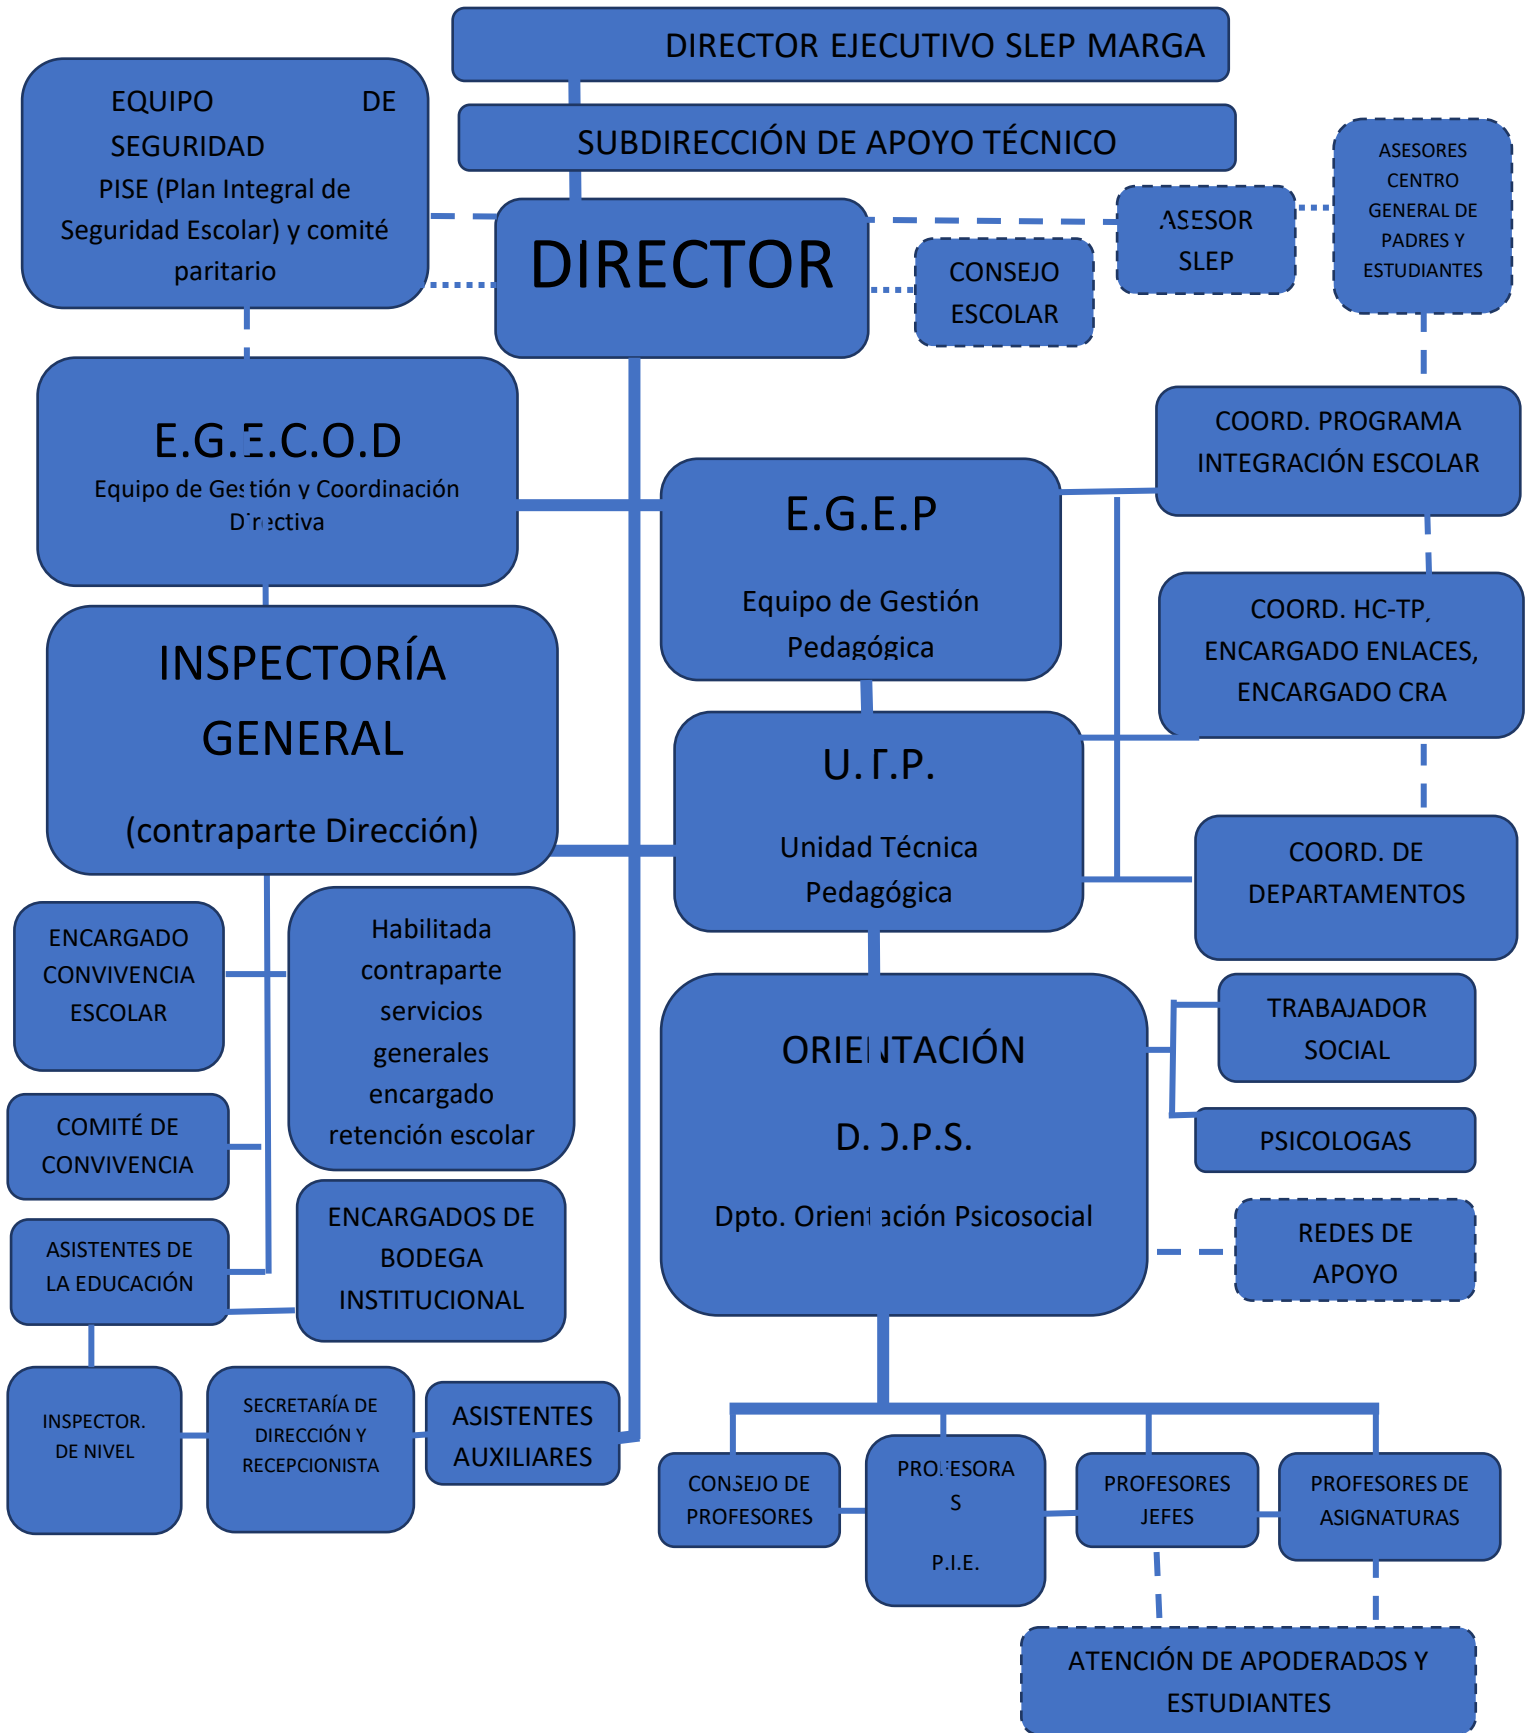 DIRECTOR EJECUTIVO SLEP MARGA
EQUIPO DE
SEGURIDAD
PISE (Plan Integral de
Seguridad Escolar) y comité
paritario
SUBDIRECCIÓN DE APOYO TÉCNICO
DIRECTOR
CONSEJO
ESCOLAR
ASESOR
SLEP
ASESORES
CENTRO
GENERAL DE
PADRES Y
ESTUDIANTES
E.G.E.C.O.D
Equipo de Gestión y Coordinación
Directiva
E.G.E.P
Equipo de Gestión
Pedagógica
COORD. PROGRAMA
INTEGRACIÓN ESCOLAR
COORD. HC-TP,
ENCARGADO ENLACES,
ENCARGADO CRA
INSPECTORÍA
GENERAL
(contraparte Dirección)
U.T.P.
Unidad Técnica
Pedagógica
COORD. DE
DEPARTAMENTOS
ENCARGADO
CONVIVENCIA
ESCOLAR
Habilitada
contraparte
servicios
generales
encargado
retención escolar
ORIENTACIÓN
D.O.P.S.
Dpto. Orientación Psicosocial
TRABAJADOR
SOCIAL
PSICOLOGAS
REDES DE
APOYO
COMITÉ DE
CONVIVENCIA
ASISTENTES DE
LA EDUCACIÓN
ENCARGADOS DE
BODEGA
INSTITUCIONAL
INSPECTOR.
DE NIVEL
SECRETARÍA DE
DIRECCIÓN Y
RECEPCIONISTA
ASISTENTES
AUXILIARES
CONSEJO DE
PROFESORES
PROFESORA
S
P.I.E.
PROFESORES
JEFES
PROFESORES DE
ASIGNATURAS
ATENCIÓN DE APODERADOS Y
ESTUDIANTES